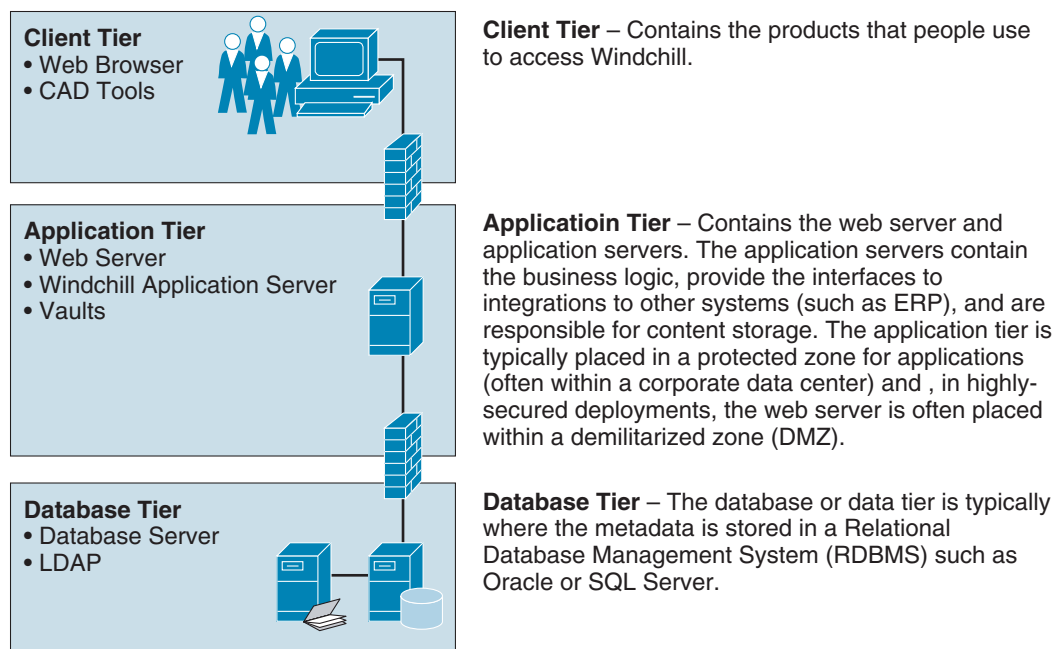 Client Tier
• Web Browser
• CAD Tools
Client Tier – Contains the products that people use
to access Windchill.
Application Tier
• Web Server
• Windchill Application Server
• Vaults
Applicatioin Tier – Contains the web server and
application servers. The application servers contain
the business logic, provide the interfaces to
integrations to other systems (such as ERP), and are
responsible for content storage. The application tier is
typically placed in a protected zone for applications
(often within a corporate data center) and , in highly-
secured deployments, the web server is often placed
within a demilitarized zone (DMZ).
Database Tier
• Database Server
• LDAP
Database Tier – The database or data tier is typically
where the metadata is stored in a Relational
Database Management System (RDBMS) such as
Oracle or SQL Server.